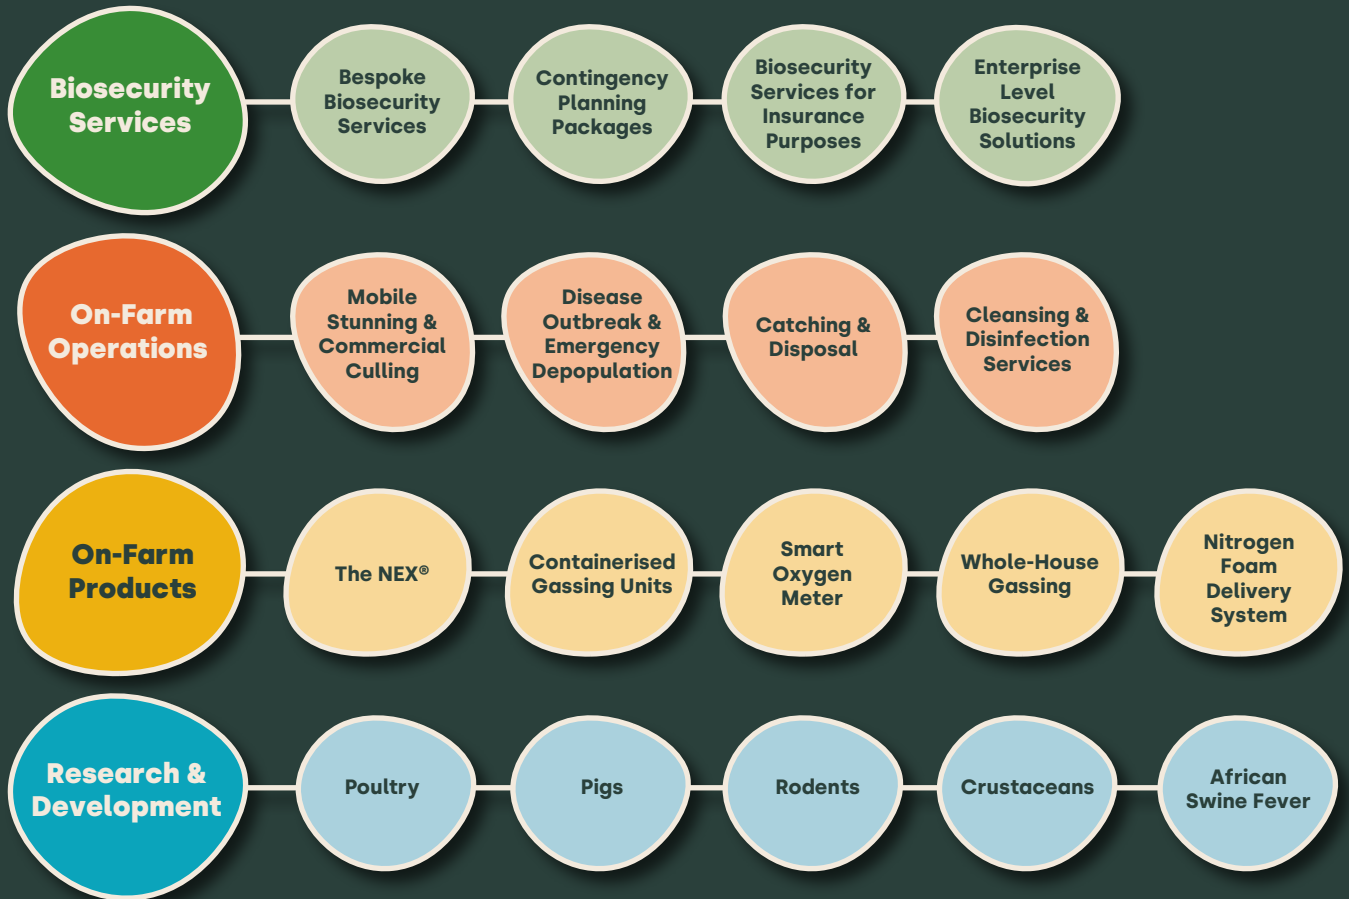 Biosecurity
Services
Bespoke
Biosecurity
Services
Contingency
Planning
Packages
Biosecurity
Services for
Insurance
Purposes
Enterprise
Level
Biosecurity
Solutions
On-Farm
Operations
Mobile
Stunning &
Commercial
Culling
Disease
Outbreak &
Emergency
Depopulation
Catching &
Disposal
Cleansing &
Disinfection
Services
On-Farm
Products
The NEX®
Containerised
Gassing Units
Smart
Oxygen
Meter
Whole-House
Gassing
Nitrogen
Foam
Delivery
System
Research &
Development
Poultry
Pigs
Rodents
Crustaceans
African
Swine Fever